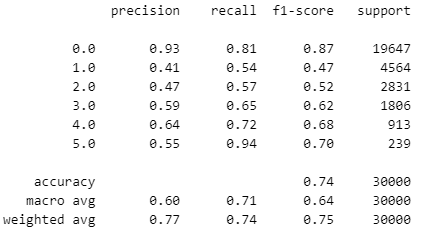 precision recall f1-score support
0.0 0.93 0.81 0.87 19647
1.0 0.41 0.54 0.47 4564
2.0 0.47 0.57 0.52 2831
3.0 0.59 0.65 0.62 1806
4.0 0.64 0.72 0.68 913
5.0 0.55 0.94 0.70 239
accuracy 0.74 30000
macro avg 0.60 0.71 0.64 30000
weighted avg 0.77 0.74 0.75 30000